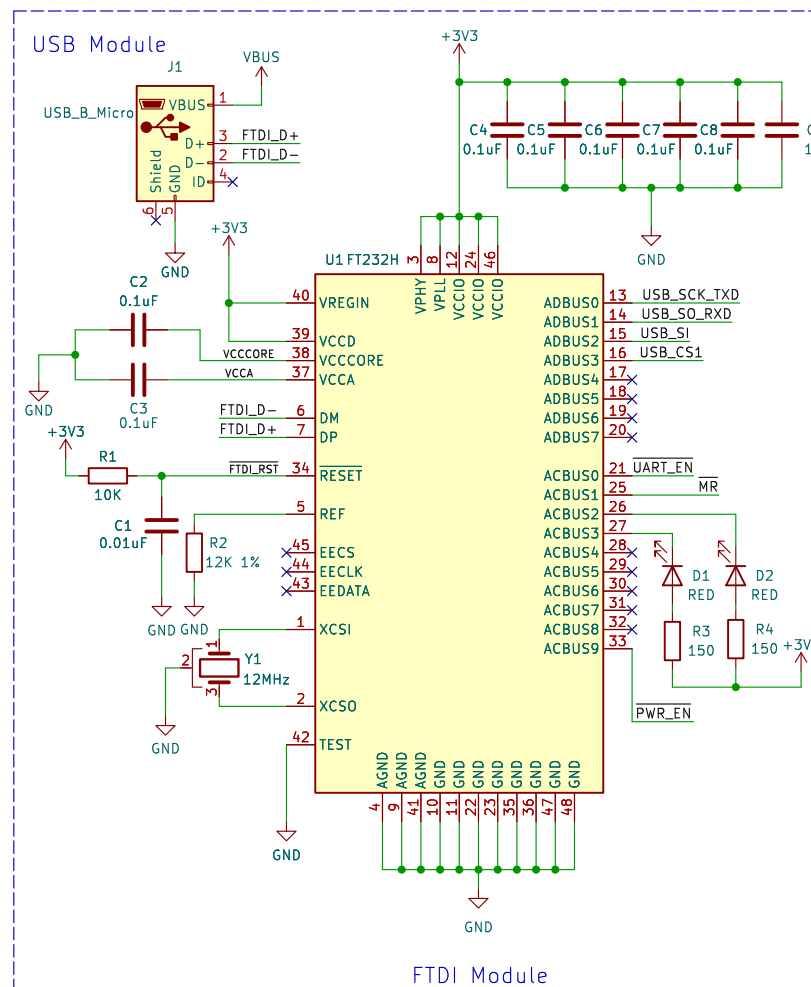 USB Module
J1
VBUS
USB_B_Micro
VBUS 1
D+ 3 FTDI_D+
D- 2 FTDI_D-
ID 4
Shield
GND
6
5
GND
+3V3
C4
0.1uF
C5
0.1uF
C6
0.1uF
C7
0.1uF
C8
0.1uF
GND
+3V3
U1 FT232H
3 8 12 24 46
VPHY VPLL VCCIO VCCIO VCCIO
C2
0.1uF
C3
0.1uF
GND
VCCCORE
VCCA
40 VREGIN
39 VCCD
38 VCCCORE
37 VCCA
FTDI_D- 6 DM
FTDI_D+ 7 DP
+3V3
R1
10K
FTDI_RST 34 RESET
5 REF
C1
0.01uF
R2
12K 1%
GND
GND
45 EECS
44 EECLK
43 EEDATA
1 XCSI
1
2
3
Y1
12MHz
GND
2 XCSO
42 TEST
GND
ADBUS0 13 USB_SCK_TXD
ADBUS1 14 USB_SO_RXD
ADBUS2 15 USB_SI
ADBUS3 16 USB_CS1
ADBUS4 17
ADBUS5 18
ADBUS6 19
ADBUS7 20
ACBUS0 21 UART_EN
ACBUS1 25 MR
ACBUS2 26
ACBUS3 27
ACBUS4 28
ACBUS5 29
ACBUS6 30
ACBUS7 31
ACBUS8 32
ACBUS9 33
D1
RED
D2
RED
R3
150
R4
150
PWR_EN
AGND AGND AGND GND GND GND GND GND GND GND GND
4 9 41 10 11 22 23 35 36 47 48
GND
FTDI Module